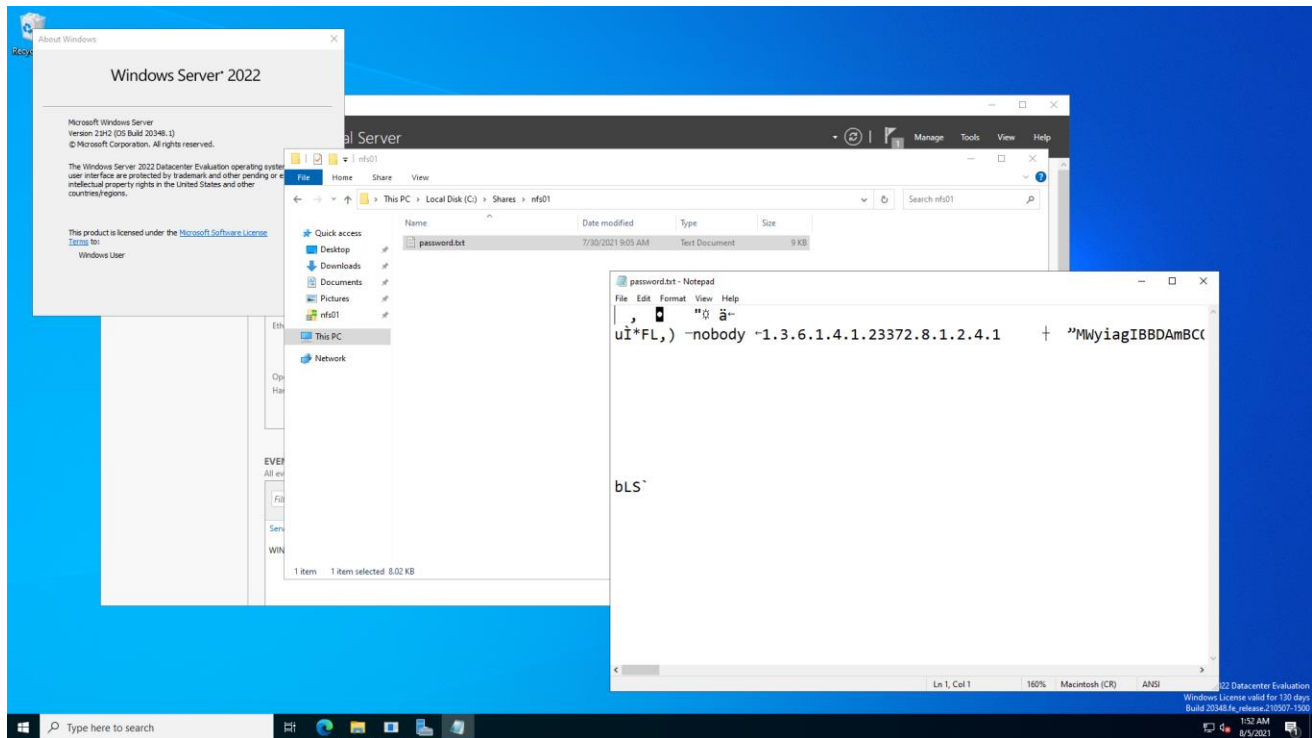 About Windows
Windows Server® 2022
Microsoft Windows Server
Version 21H2 (OS Build 20348.1)
© Microsoft Corporation. All rights reserved.
The Windows Server 2022 Datacenter Evaluation operating
user interface are protected by trademark and other pending or
intellectual property rights in the United States and other
countries/regions.
This product is licensed under the Microsoft Software License
Terms to:
Windows User
Server
1
Manage Tools View Help
nfs01
File Home Share View
This PC > Local Disk (C:) > Shares > nfs01
Search nfs01
Name Date modified Type Size
password.txt 7/30/2021 9:05 AM Text Document 9 KB
Quick access
Desktop
Downloads
Documents
Pictures
nfs01
This PC
Network
1 item 1 item selected 8.02 KB
password.txt - Notepad
File Edit Format View Help
, "¤ ä←
uÌ*FL,) ¬nobody ←1.3.6.1.4.1.23372.8.1.2.4.1 ┼ ”MWyiagIBBDAmBC
bLS`
Ln 1, Col 1 160% Macintosh (CR) ANSI
Datacenter Evaluation
Windows License valid for 130 days
Build 20348.fe_release.210507-1500
Type here to search
1:52 AM
8/5/2021